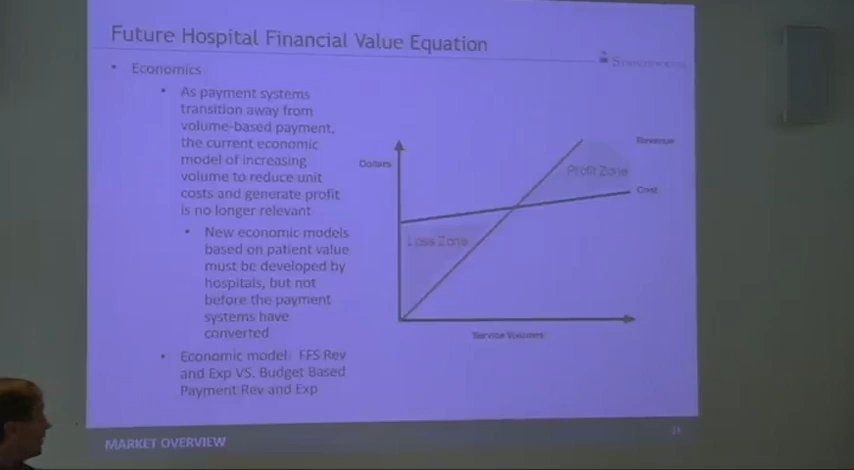 Future Hospital Financial Value Equation
• Economics
• As payment systems
transition away from
volume-based payment,
the current economic
model of increasing
volume to reduce unit
costs and generate profit
is no longer relevant
• New economic models
based on patient value
must be developed by
hospitals, but not
before the payment
systems have
converted
• Economic model: FFS Rev
and Exp VS. Budget Based
Payment Rev and Exp
Dollars
Revenue
Profit Zone
Cost
Loss Zone
Service Volumes
MARKET OVERVIEW